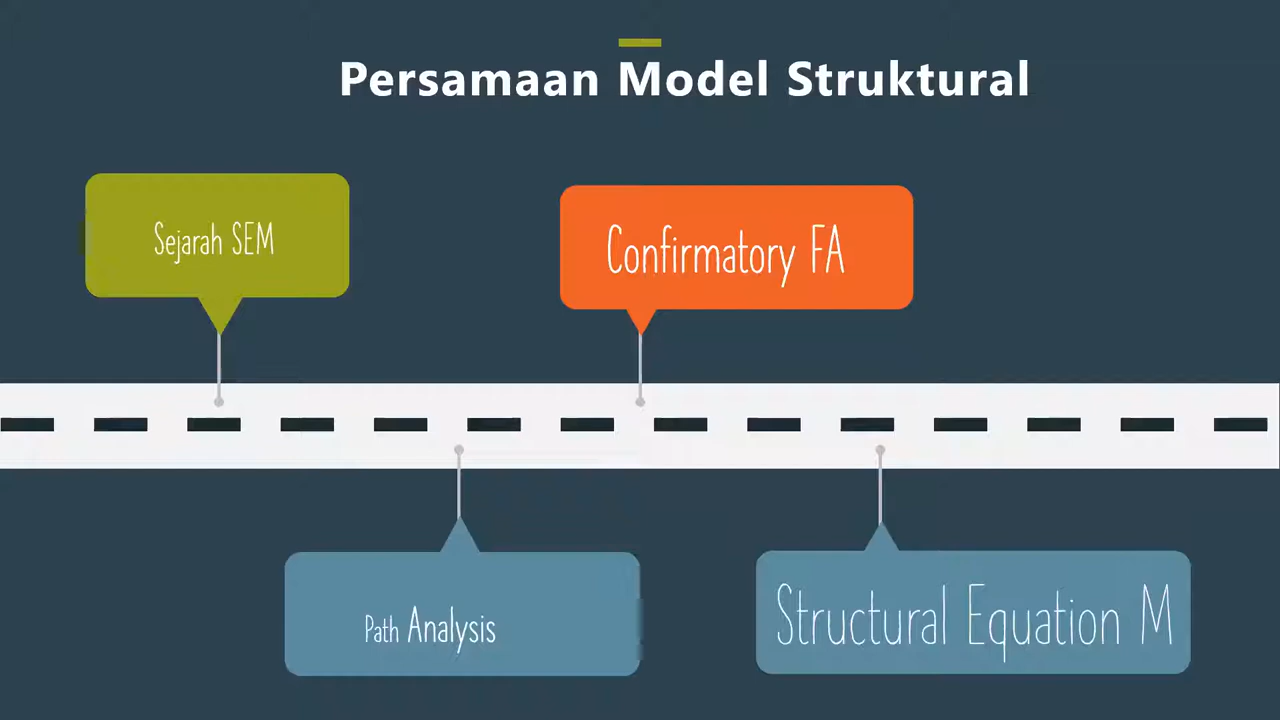 Persamaan Model Struktural
Sejarah SEM
Confirmatory FA
Path Analysis
Structural Equation M